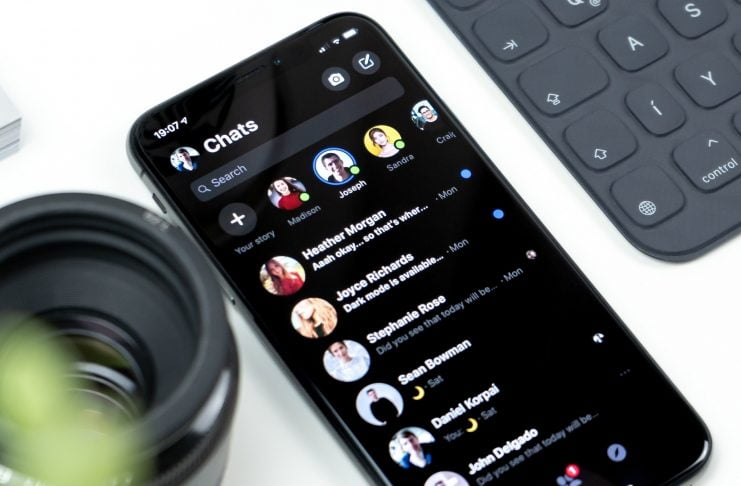 19:07
Chats
Search
Your story
Madison
Joseph
Sandra
Craig
Heather Morgan
Aaah okay... so that's wher... · Mon
Joyce Richards
Dark mode is available... · Mon
Stephanie Rose
Did you see that today will be... · Mon
Sean Bowman
🌙 · Sat
Daniel Korpai
You: 🌙 · Sat
John Delgado
Did you see that today will be...
1
Q
@
A
S
Y
Í
control